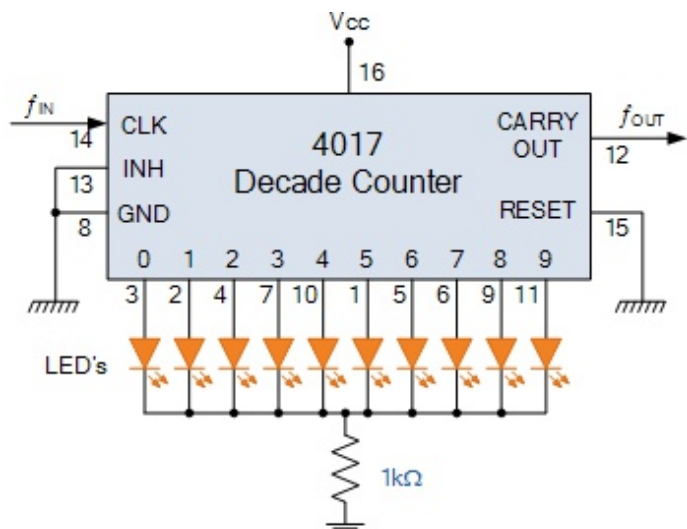 Vcc
16
fIN
14
CLK
CARRY
OUT
fOUT
12
4017
Decade Counter
13
INH
8
GND
RESET
15
0 1 2 3 4 5 6 7 8 9
3 2 4 7 10 1 5 6 9 11
LED's
1kΩ